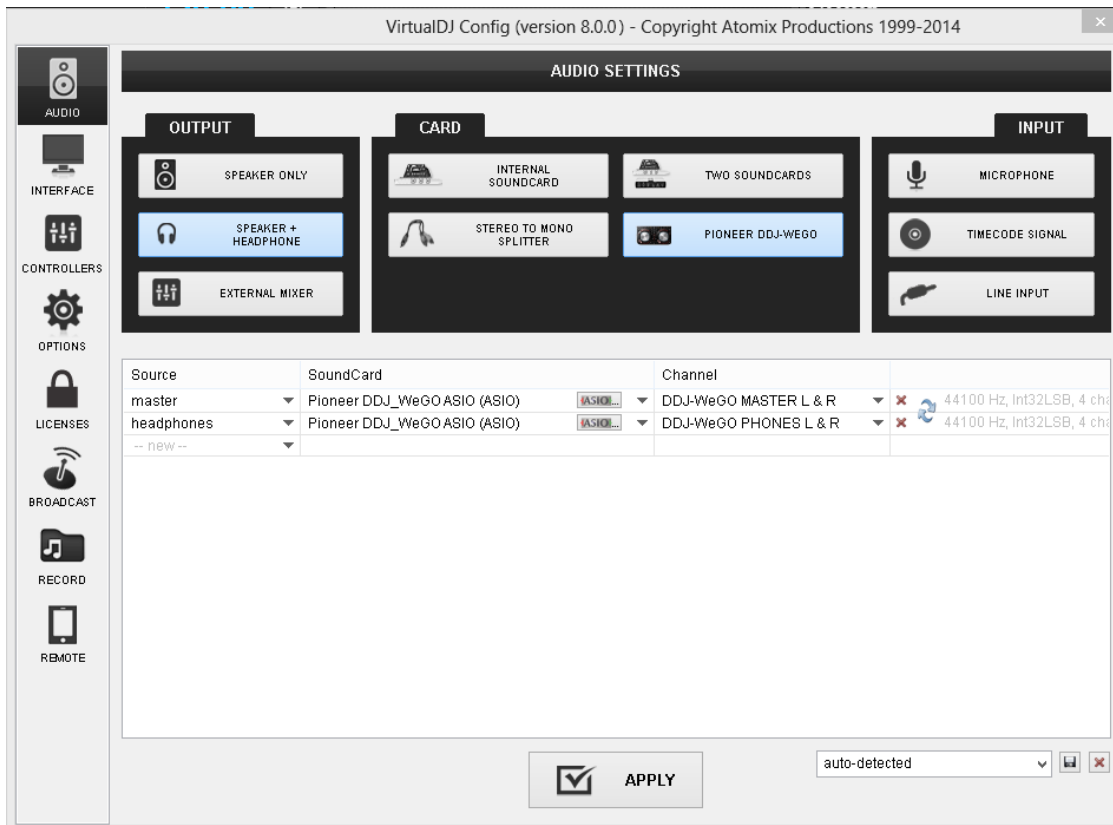 VirtualDJ Config (version 8.0.0) - Copyright Atomix Productions 1999-2014
AUDIO SETTINGS
AUDIO
INTERFACE
CONTROLLERS
OPTIONS
LICENSES
BROADCAST
RECORD
REMOTE
OUTPUT
SPEAKER ONLY
SPEAKER +
HEADPHONE
EXTERNAL MIXER
CARD
INTERNAL
SOUNDCARD
TWO SOUNDCARDS
STEREO TO MONO
SPLITTER
PIONEER DDJ-WEGO
INPUT
MICROPHONE
TIMECODE SIGNAL
LINE INPUT
Source SoundCard Channel
master Pioneer DDJ_WeGO ASIO (ASIO) ASIO... DDJ-WeGO MASTER L & R 44100 Hz, Int32LSB, 4 cha
headphones Pioneer DDJ_WeGO ASIO (ASIO) ASIO... DDJ-WeGO PHONES L & R 44100 Hz, Int32LSB, 4 cha
-- new --
APPLY
auto-detected